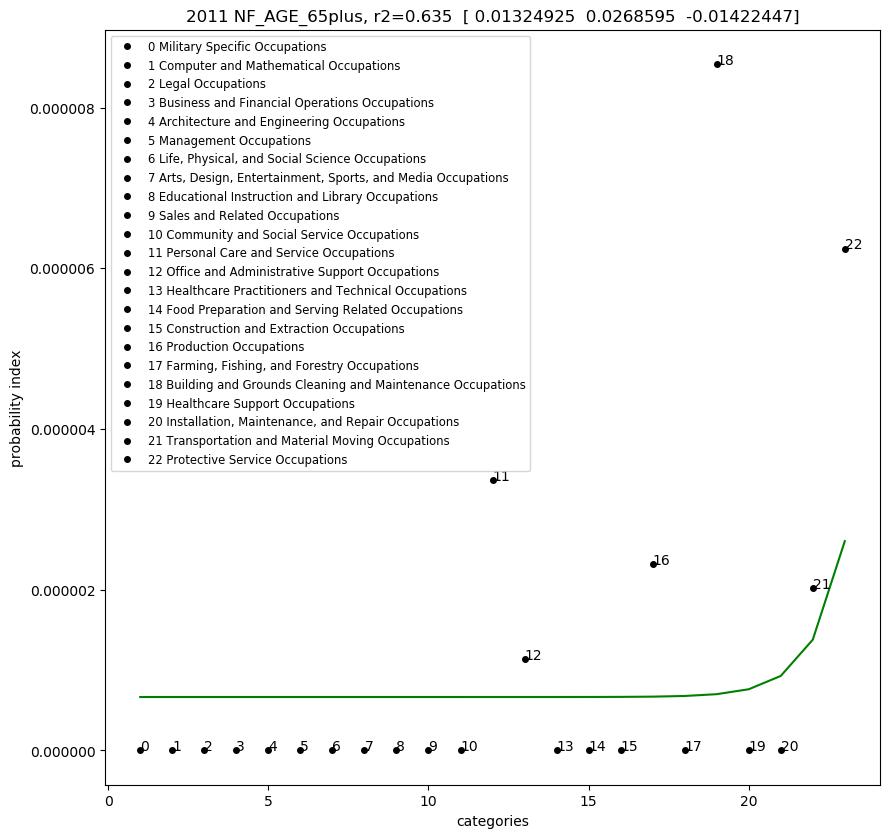 2011 NF_AGE_65plus, r2=0.635 [ 0.01324925 0.0268595 -0.01422447]
0 Military Specific Occupations
1 Computer and Mathematical Occupations
2 Legal Occupations
3 Business and Financial Operations Occupations
4 Architecture and Engineering Occupations
5 Management Occupations
6 Life, Physical, and Social Science Occupations
7 Arts, Design, Entertainment, Sports, and Media Occupations
8 Educational Instruction and Library Occupations
9 Sales and Related Occupations
10 Community and Social Service Occupations
11 Personal Care and Service Occupations
12 Office and Administrative Support Occupations
13 Healthcare Practitioners and Technical Occupations
14 Food Preparation and Serving Related Occupations
15 Construction and Extraction Occupations
16 Production Occupations
17 Farming, Fishing, and Forestry Occupations
18 Building and Grounds Cleaning and Maintenance Occupations
19 Healthcare Support Occupations
20 Installation, Maintenance, and Repair Occupations
21 Transportation and Material Moving Occupations
22 Protective Service Occupations
18
22
11
16
21
12
0 1 2 3 4 5 6 7 8 9 10 13 14 15 17 19 20
0.000008
0.000006
0.000004
0.000002
0.000000
probability index
0 5 10 15 20
categories